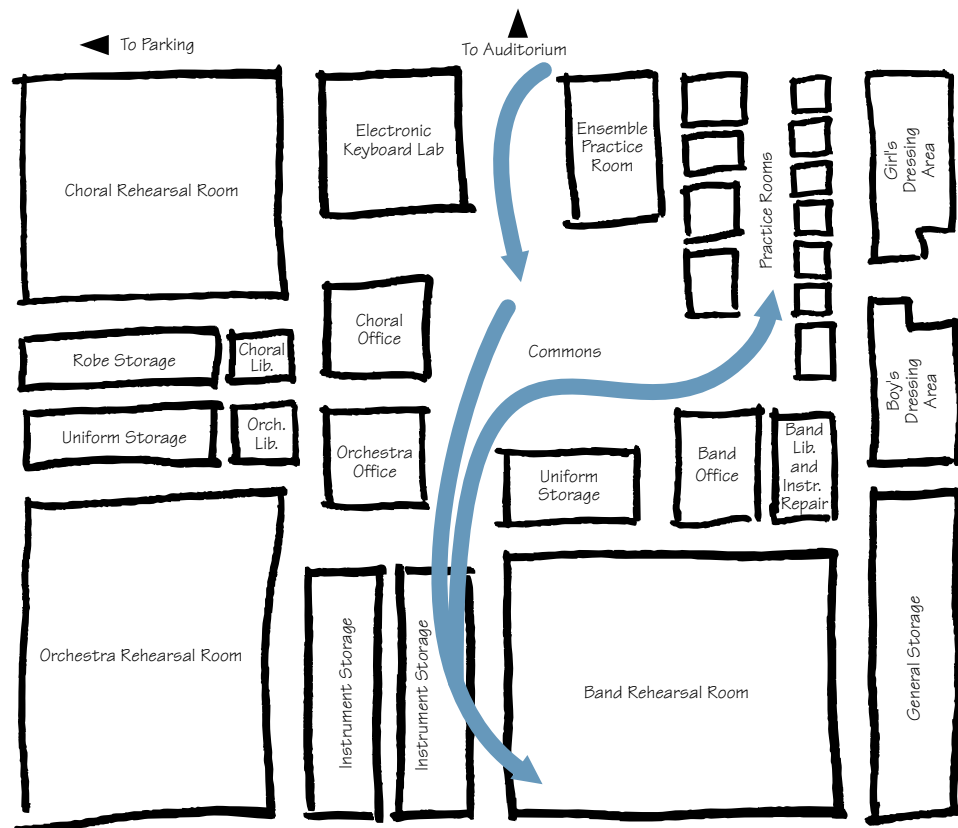 To Parking
To Auditorium
Choral Rehearsal Room
Electronic
Keyboard Lab
Ensemble
Practice
Room
Practice Rooms
Girl's
Dressing
Area
Choral
Office
Commons
Robe Storage
Choral
Lib.
Boy's
Dressing
Area
Uniform Storage
Orch.
Lib.
Orchestra
Office
Uniform
Storage
Band
Office
Band
Lib.
and
Instr.
Repair
Orchestra Rehearsal Room
Instrument Storage
Instrument Storage
Band Rehearsal Room
General Storage